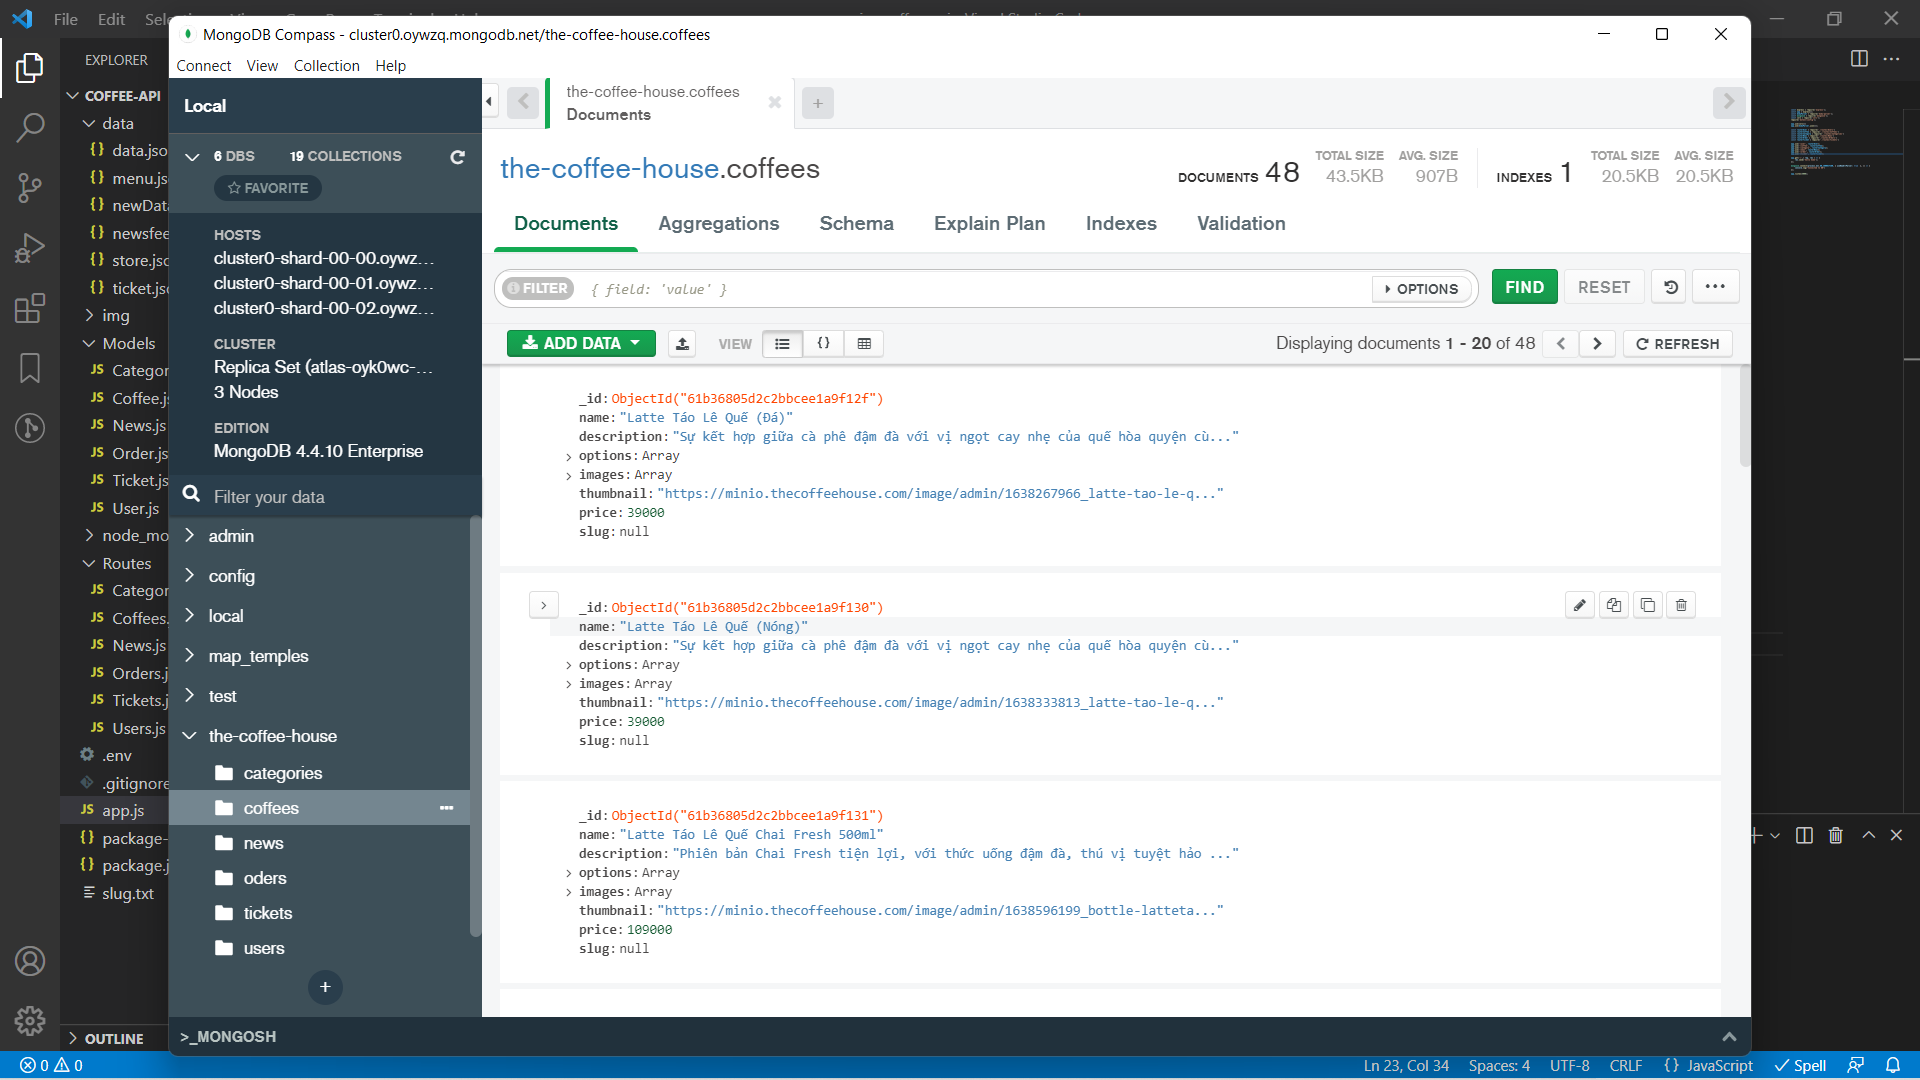 File Edit
MongoDB Compass - cluster0.oywzq.mongodb.net/the-coffee-house.coffees
Connect View Collection Help
EXPLORER
COFFEE-API
data
data.jso
menu.js
newData
newsfee
store.jsc
ticket.jsc
img
Models
Categor
Coffee.js
News.js
Order.js
Ticket.js
User.js
node_mo
Routes
Categor
Coffees.
News.js
Orders.j
Tickets.j
Users.js
.env
.gitignore
app.js
package-
package.j
slug.txt
OUTLINE
Local
6 DBS 19 COLLECTIONS
FAVORITE
HOSTS
cluster0-shard-00-00.oywz...
cluster0-shard-00-01.oywz...
cluster0-shard-00-02.oywz...
CLUSTER
Replica Set (atlas-oyk0wc-...
3 Nodes
EDITION
MongoDB 4.4.10 Enterprise
Filter your data
admin
config
local
map_temples
test
the-coffee-house
categories
coffees
news
oders
tickets
users
+
>_MONGOSH
the-coffee-house.coffees
Documents
+
the-coffee-house.coffees
DOCUMENTS 48 TOTAL SIZE 43.5KB AVG. SIZE 907B INDEXES 1 TOTAL SIZE 20.5KB AVG. SIZE 20.5KB
Documents Aggregations Schema Explain Plan Indexes Validation
FILTER { field: 'value' } OPTIONS FIND RESET
ADD DATA VIEW {} Displaying documents 1 - 20 of 48 REFRESH
_id: ObjectId("61b36805d2c2bbcee1a9f12f")
name: "Latte Táo Lê Quế (Đá)"
description: "Sự kết hợp giữa cà phê đậm đà với vị ngọt cay nhẹ của quế hòa quyện cù..."
options: Array
images: Array
thumbnail: "https://minio.thecoffeehouse.com/image/admin/1638267966_latte-tao-le-q..."
price: 39000
slug: null
_id: ObjectId("61b36805d2c2bbcee1a9f130")
name: "Latte Táo Lê Quế (Nóng)"
description: "Sự kết hợp giữa cà phê đậm đà với vị ngọt cay nhẹ của quế hòa quyện cù..."
options: Array
images: Array
thumbnail: "https://minio.thecoffeehouse.com/image/admin/1638333813_latte-tao-le-q..."
price: 39000
slug: null
_id: ObjectId("61b36805d2c2bbcee1a9f131")
name: "Latte Táo Lê Quế Chai Fresh 500ml"
description: "Phiên bản Chai Fresh tiện lợi, với thức uống đậm đà, thú vị tuyệt hảo ..."
options: Array
images: Array
thumbnail: "https://minio.thecoffeehouse.com/image/admin/1638596199_bottle-latteta..."
price: 109000
slug: null
0 0 Ln 23, Col 34 Spaces: 4 UTF-8 CRLF {} JavaScript Spell